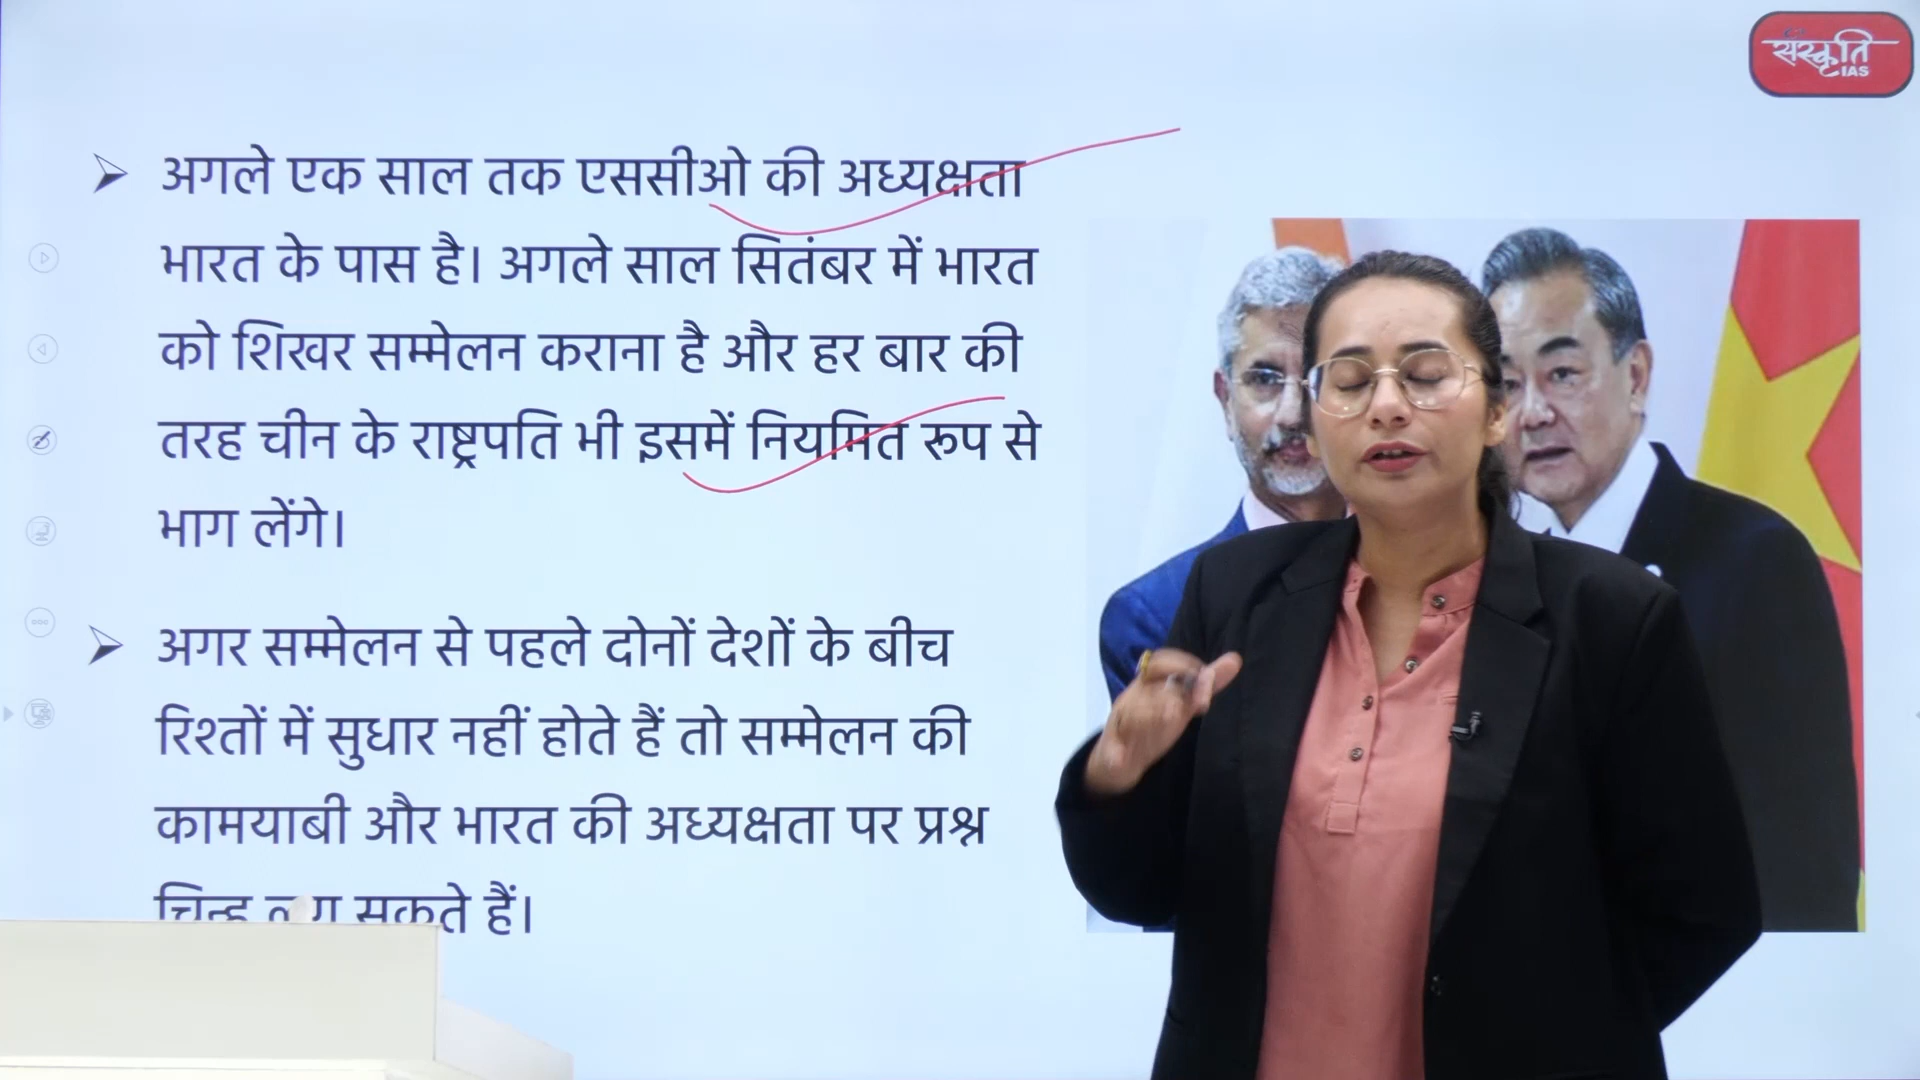 संस्कृति
IAS
अगले एक साल तक एससीओ की अध्यक्षता
भारत के पास है। अगले साल सितंबर में भारत
को शिखर सम्मेलन कराना है और हर बार की
तरह चीन के राष्ट्रपति भी इसमें नियमित रूप से
भाग लेंगे।
अगर सम्मेलन से पहले दोनों देशों के बीच
रिश्तों में सुधार नहीं होते हैं तो सम्मेलन की
कामयाबी और भारत की अध्यक्षता पर प्रश्न
चिन्ह सकते हैं।